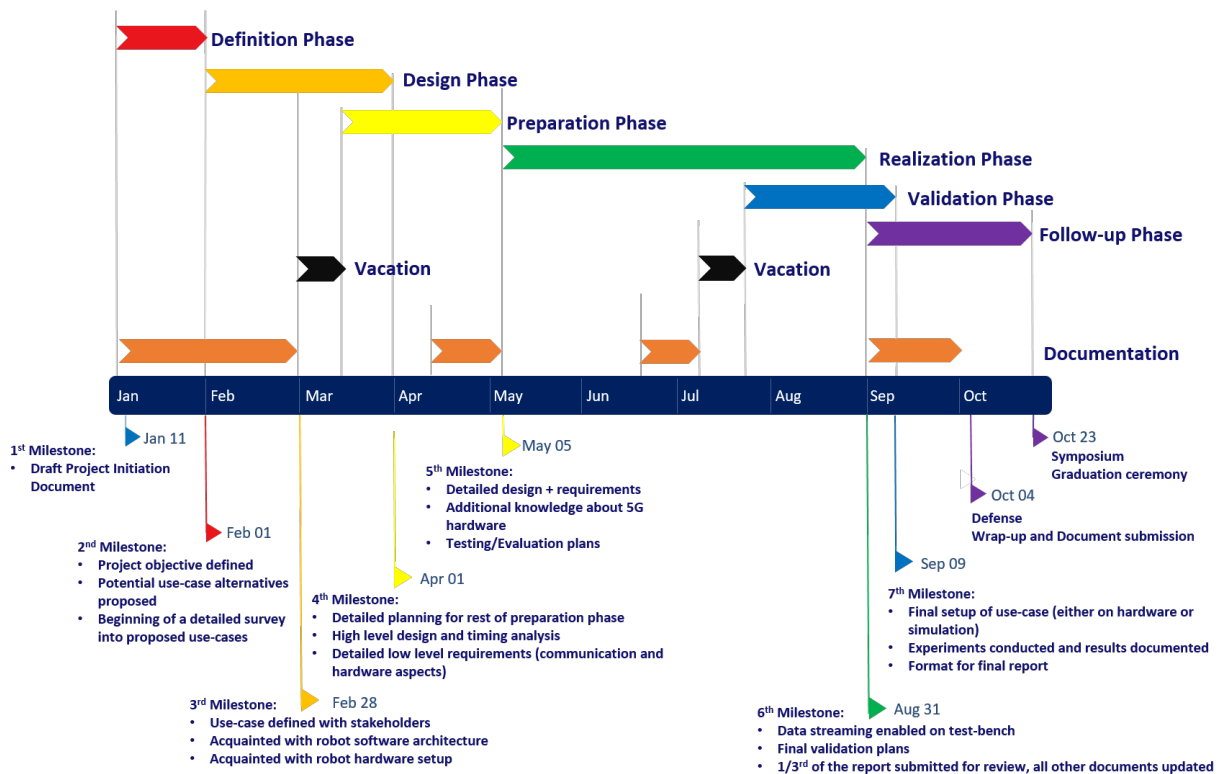 Definition Phase
Design Phase
Preparation Phase
Realization Phase
Validation Phase
Follow-up Phase
Vacation
Vacation
Documentation
Jan
Feb
Mar
Apr
May
Jun
Jul
Aug
Sep
Oct
Jan 11
1st Milestone:
• Draft Project Initiation
Document
Feb 01
2nd Milestone:
• Project objective defined
• Potential use-case alternatives
proposed
• Beginning of a detailed survey
into proposed use-cases
Feb 28
3rd Milestone:
• Use-case defined with stakeholders
• Acquainted with robot software architecture
• Acquainted with robot hardware setup
Apr 01
4th Milestone:
• Detailed planning for rest of preparation phase
• High level design and timing analysis
• Detailed low level requirements (communication and
hardware aspects)
May 05
5th Milestone:
• Detailed design + requirements
• Additional knowledge about 5G
hardware
• Testing/Evaluation plans
Aug 31
6th Milestone:
• Data streaming enabled on test-bench
• Final validation plans
• 1/3rd of the report submitted for review, all other documents updated
Sep 09
7th Milestone:
• Final setup of use-case (either on hardware or
simulation)
• Experiments conducted and results documented
• Format for final report
Oct 04
Defense
Wrap-up and Document submission
Oct 23
Symposium
Graduation ceremony